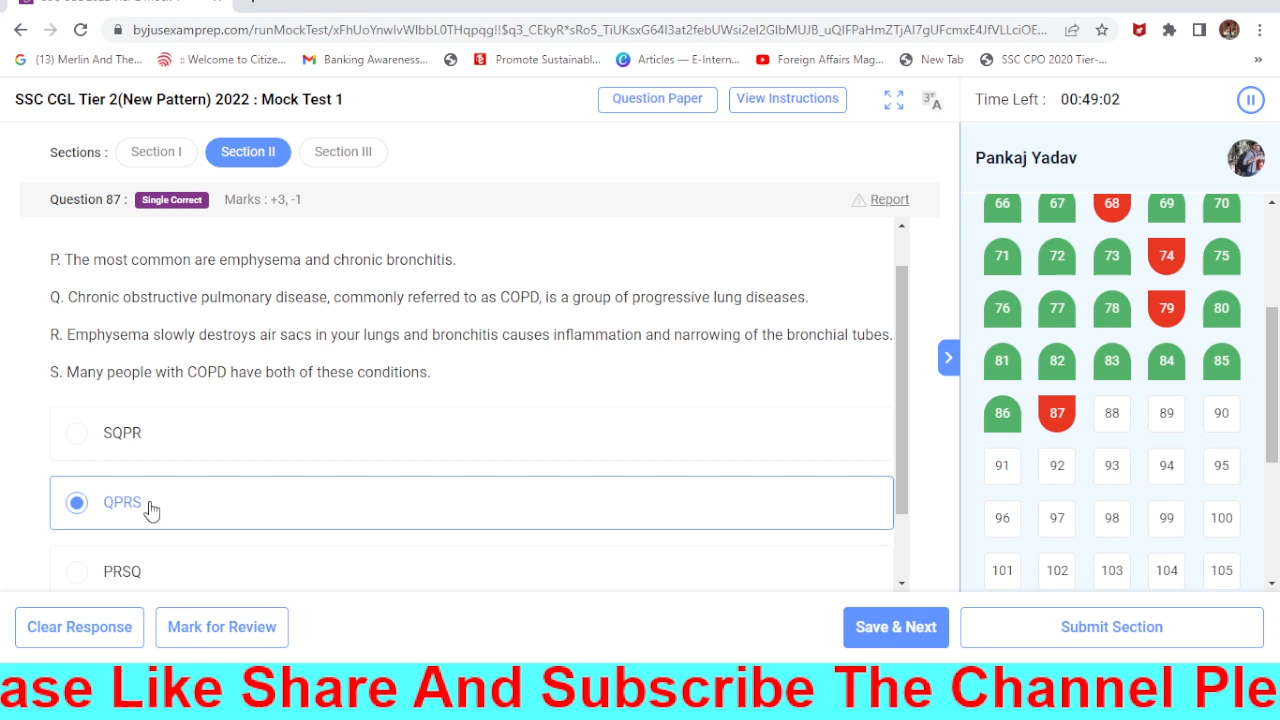 byjusexamprep.com/runMockTest/xFhUoYnwIvWlbbL0THqpqg!!$q3_CEkyR*sRo5_TiUKsxG64I3at2febUWsi2eI2GIbMUJB_uQIFPaHmZTjAI7gUFcmxE4JfVLLciOE...
(13) Merlin And The...
:: Welcome to Citize...
Banking Awareness...
Promote Sustainabl...
Articles — E-Intern...
Foreign Affairs Mag...
New Tab
SSC CPO 2020 Tier-...
»
SSC CGL Tier 2(New Pattern) 2022 : Mock Test 1
Question Paper
View Instructions
Time Left : 00:49:02
Sections :
Section I
Section II
Section III
Pankaj Yadav
Question 87 :
Single Correct
Marks : +3, -1
Report
P. The most common are emphysema and chronic bronchitis.
Q. Chronic obstructive pulmonary disease, commonly referred to as COPD, is a group of progressive lung diseases.
R. Emphysema slowly destroys air sacs in your lungs and bronchitis causes inflammation and narrowing of the bronchial tubes.
S. Many people with COPD have both of these conditions.
SQPR
QPRS
PRSQ
66 67 68 69 70
71 72 73 74 75
76 77 78 79 80
81 82 83 84 85
86 87 88 89 90
91 92 93 94 95
96 97 98 99 100
101 102 103 104 105
Clear Response
Mark for Review
Save & Next
Submit Section
ase Like Share And Subscribe The Channel Ple